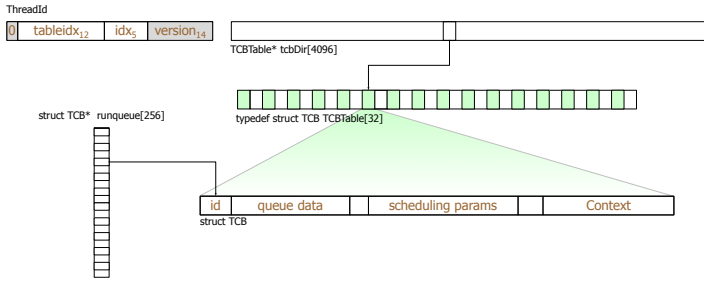 ThreadId
0 tableidx12 idx5 version14
TCBTable* tcbDir[4096]
typedef struct TCB TCBTable[32]
struct TCB* runqueue[256]
id queue data scheduling params Context
struct TCB